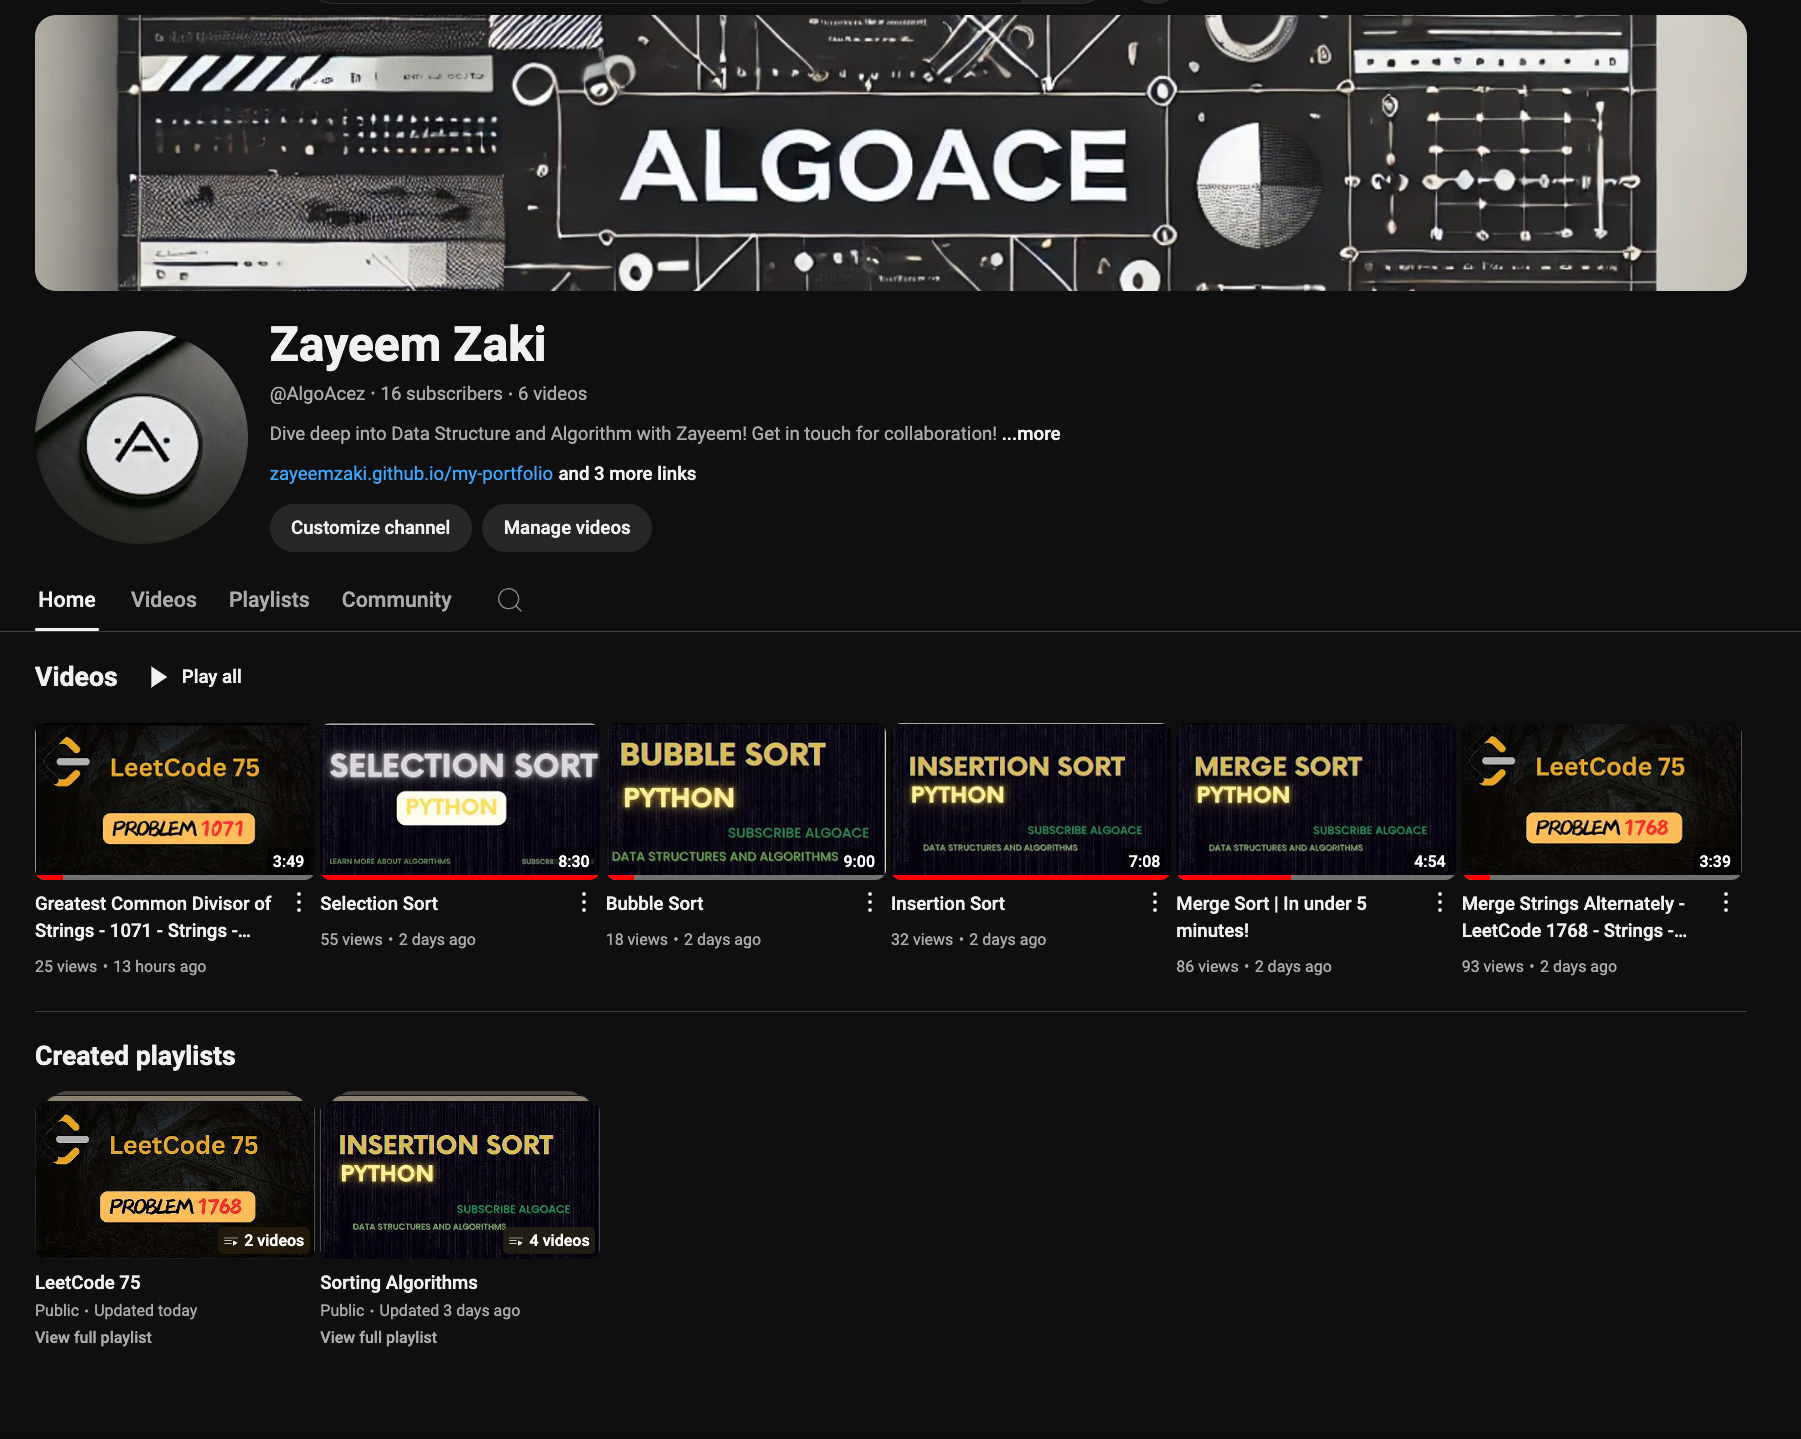 ALGOACE
A
Zayeem Zaki
@AlgoAcez · 16 subscribers · 6 videos
Dive deep into Data Structure and Algorithm with Zayeem! Get in touch for collaboration! ...more
zayeemzaki.github.io/my-portfolio and 3 more links
Customize channel
Manage videos
Home
Videos
Playlists
Community
Videos
Play all
LeetCode 75
PROBLEM 1071
3:49
Greatest Common Divisor of
Strings - 1071 - Strings -...
25 views • 13 hours ago
SELECTION SORT
PYTHON
LEARN MORE ABOUT ALGORITHMS
8:30
Selection Sort
55 views • 2 days ago
BUBBLE SORT
PYTHON
SUBSCRIBE ALGOACE
DATA STRUCTURES AND ALGORITHMS
9:00
Bubble Sort
18 views • 2 days ago
INSERTION SORT
PYTHON
SUBSCRIBE ALGOACE
DATA STRUCTURES AND ALGORITHMS
7:08
Insertion Sort
32 views • 2 days ago
MERGE SORT
PYTHON
SUBSCRIBE ALGOACE
DATA STRUCTURES AND ALGORITHMS
4:54
Merge Sort | In under 5
minutes!
86 views • 2 days ago
LeetCode 75
PROBLEM 1768
3:39
Merge Strings Alternately -
LeetCode 1768 - Strings -...
93 views • 2 days ago
Created playlists
LeetCode 75
PROBLEM 1768
2 videos
LeetCode 75
Public • Updated today
View full playlist
INSERTION SORT
PYTHON
SUBSCRIBE ALGOACE
DATA STRUCTURES AND ALGORITHMS
4 videos
Sorting Algorithms
Public • Updated 3 days ago
View full playlist